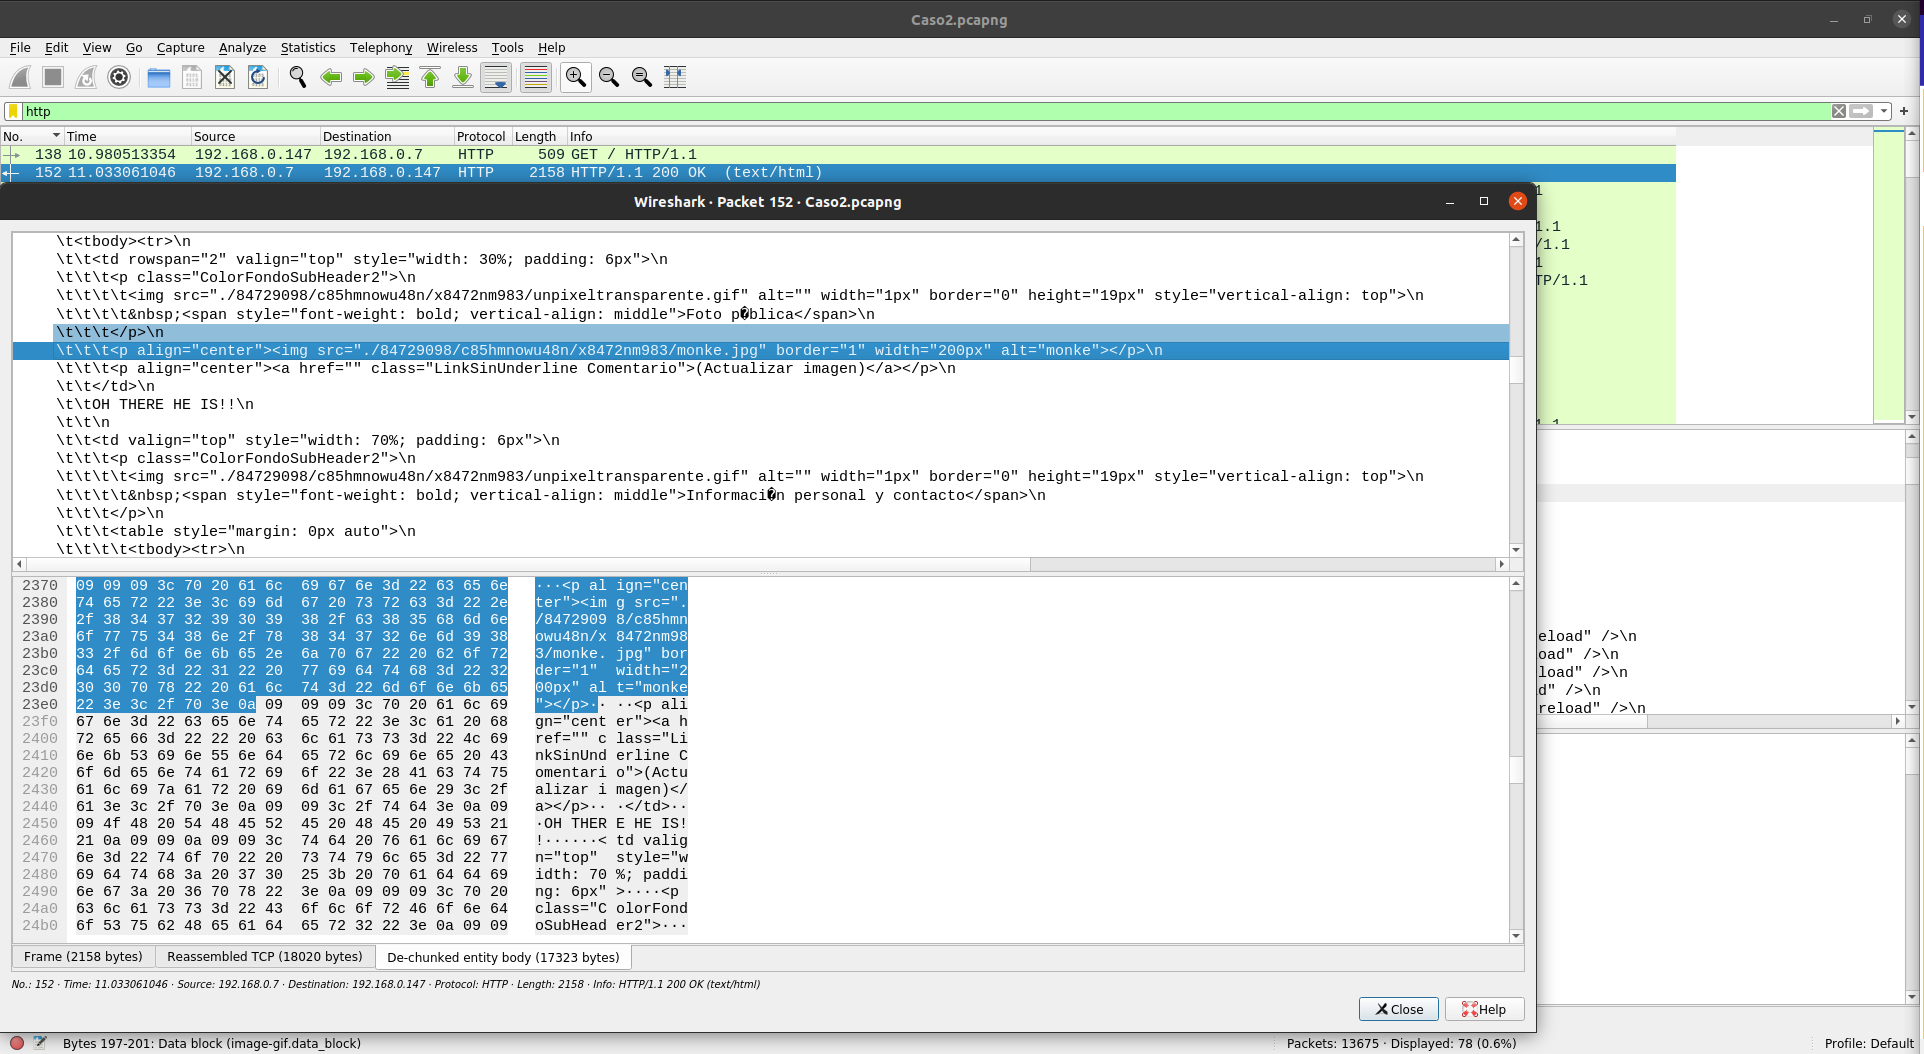 Caso2.pcapng
File Edit View Go Capture Analyze Statistics Telephony Wireless Tools Help
http
No. Time Source Destination Protocol Length Info
138 10.980513354 192.168.0.147 192.168.0.7 HTTP 509 GET / HTTP/1.1
152 11.033061046 192.168.0.7 192.168.0.147 HTTP 2158 HTTP/1.1 200 OK (text/html)
Wireshark · Packet 152 · Caso2.pcapng
\t<tbody><tr>\n
\t\t<td rowspan="2" valign="top" style="width: 30%; padding: 6px">\n
\t\t\t<p class="ColorFondoSubHeader2">\n
\t\t\t\t<img src="./84729098/c85hmnowu48n/x8472nm983/unpixeltransparente.gif" alt="" width="1px" border="0" height="19px" style="vertical-align: top">\n
\t\t\t\t&nbsp;<span style="font-weight: bold; vertical-align: middle">Foto p�blica</span>\n
\t\t\t</p>\n
\t\t\t<p align="center"><img src="./84729098/c85hmnowu48n/x8472nm983/monke.jpg" border="1" width="200px" alt="monke"></p>\n
\t\t\t<p align="center"><a href="" class="LinkSinUnderline Comentario">(Actualizar imagen)</a></p>\n
\t\t</td>\n
\t\tOH THERE HE IS!!\n
\t\t\n
\t\t<td valign="top" style="width: 70%; padding: 6px">\n
\t\t\t<p class="ColorFondoSubHeader2">\n
\t\t\t\t<img src="./84729098/c85hmnowu48n/x8472nm983/unpixeltransparente.gif" alt="" width="1px" border="0" height="19px" style="vertical-align: top">\n
\t\t\t\t&nbsp;<span style="font-weight: bold; vertical-align: middle">Informaci�n personal y contacto</span>\n
\t\t\t</p>\n
\t\t\t<table style="margin: 0px auto">\n
\t\t\t\t<tbody><tr>\n
2370 09 09 09 3c 70 20 61 6c 69 67 6e 3d 22 63 65 6e ···<p al ign="cen
2380 74 65 72 22 3e 3c 69 6d 67 20 73 72 63 3d 22 2e ter"><im g src=".
2390 2f 38 34 37 32 39 30 39 38 2f 63 38 35 68 6d 6e /8472909 8/c85hmn
23a0 6f 77 75 34 38 6e 2f 78 38 34 37 32 6e 6d 39 38 owu48n/x 8472nm98
23b0 33 2f 6d 6f 6e 6b 65 2e 6a 70 67 22 20 62 6f 72 3/monke. jpg" bor
23c0 64 65 72 3d 22 31 22 20 77 69 64 74 68 3d 22 32 der="1" width="2
23d0 30 30 70 78 22 20 61 6c 74 3d 22 6d 6f 6e 6b 65 00px" al t="monke
23e0 22 3e 3c 2f 70 3e 0a 09 09 09 3c 70 20 61 6c 69 "></p>·· ··<p ali
23f0 67 6e 3d 22 63 65 6e 74 65 72 22 3e 3c 61 20 68 gn="cent er"><a h
2400 72 65 66 3d 22 22 20 63 6c 61 73 73 3d 22 4c 69 ref="" c lass="Li
2410 6e 6b 53 69 6e 55 6e 64 65 72 6c 69 6e 65 20 43 nkSinUnd erline C
2420 6f 6d 65 6e 74 61 72 69 6f 22 3e 28 41 63 74 75 omentari o">(Actu
2430 61 6c 69 7a 61 72 20 69 6d 61 67 65 6e 29 3c 2f alizar i magen)</
2440 61 3e 3c 2f 70 3e 0a 09 09 3c 2f 74 64 3e 0a 09 a></p>·· ·</td>··
2450 09 4f 48 20 54 48 45 52 45 20 48 45 20 49 53 21 ·OH THER E HE IS!
2460 21 0a 09 09 0a 09 09 3c 74 64 20 76 61 6c 69 67 !······< td valig
2470 6e 3d 22 74 6f 70 22 20 73 74 79 6c 65 3d 22 77 n="top" style="w
2480 69 64 74 68 3a 20 37 30 25 3b 20 70 61 64 64 69 idth: 70 %; paddi
2490 6e 67 3a 20 36 70 78 22 3e 0a 09 09 09 3c 70 20 ng: 6px" >····<p
24a0 63 6c 61 73 73 3d 22 43 6f 6c 6f 72 46 6f 6e 64 class="C olorFond
24b0 6f 53 75 62 48 65 61 64 65 72 32 22 3e 0a 09 09 oSubHead er2">···
Frame (2158 bytes) Reassembled TCP (18020 bytes) De-chunked entity body (17323 bytes)
No.: 152 · Time: 11.033061046 · Source: 192.168.0.7 · Destination: 192.168.0.147 · Protocol: HTTP · Length: 2158 · Info: HTTP/1.1 200 OK (text/html)
Close Help
1
1.1
/1.1
1
TP/1.1
eload" />\n
oad" />\n
load" />\n
d" />\n
reload" />\n
Bytes 197-201: Data block (image-gif.data_block) Packets: 13675 · Displayed: 78 (0.6%) Profile: Default